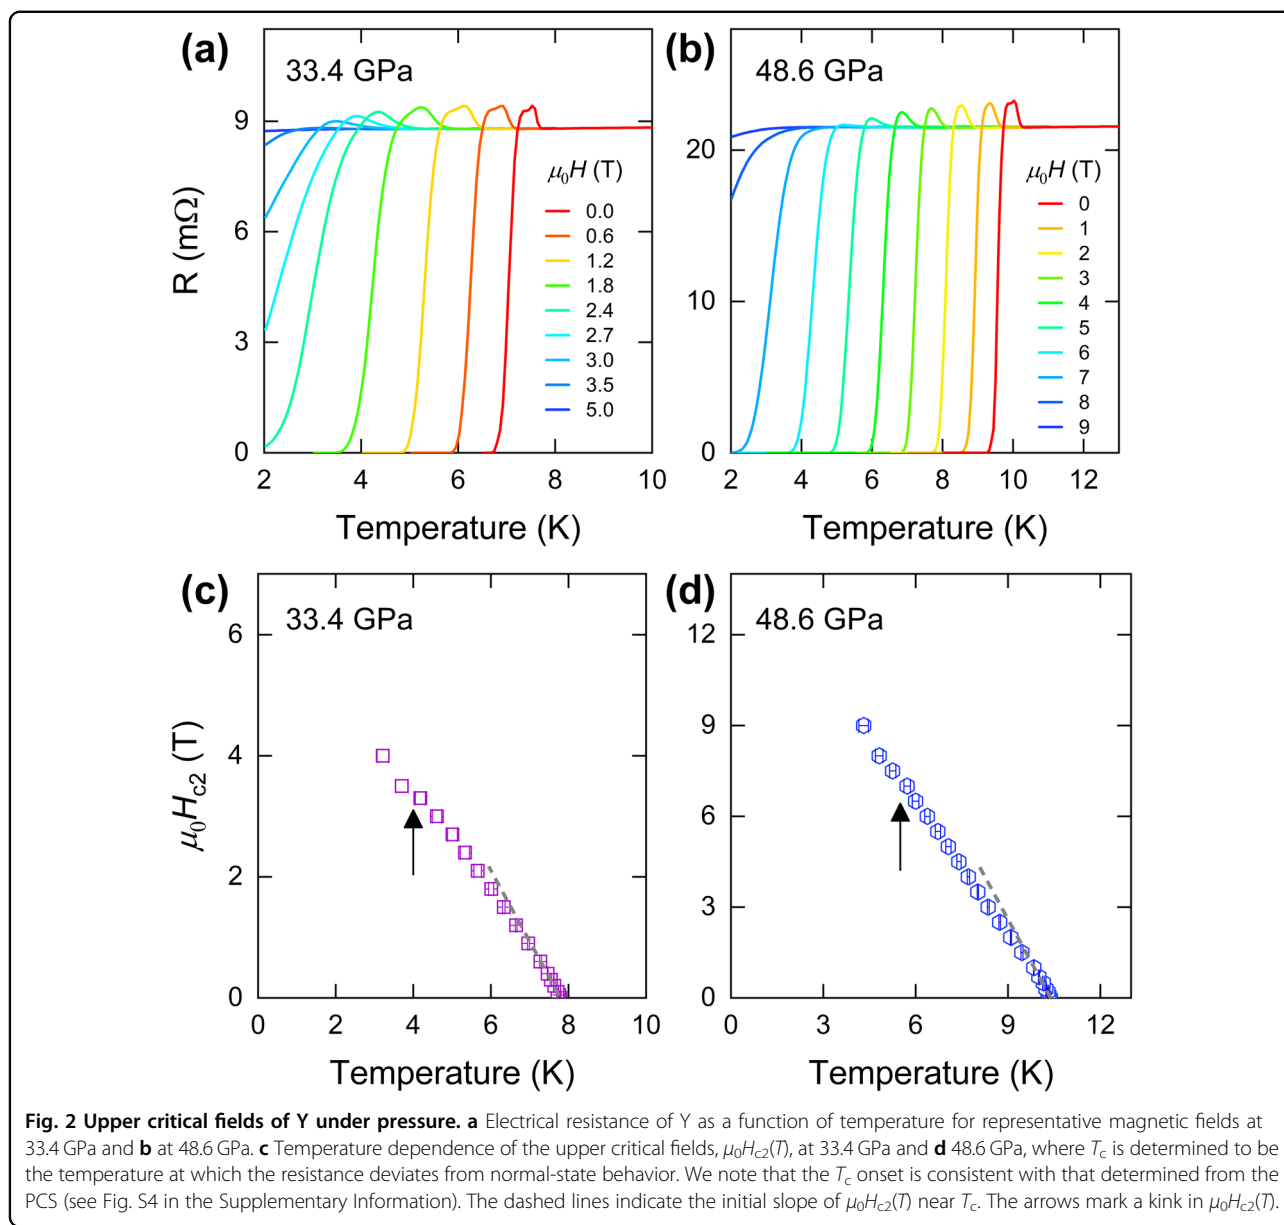 (a)
33.4 GPa
R (mΩ)
9
6
3
0
μ₀H (T)
0.0
0.6
1.2
1.8
2.4
2.7
3.0
3.5
5.0
2 4 6 8 10
Temperature (K)
(b)
48.6 GPa
20
10
0
μ₀H (T)
0
1
2
3
4
5
6
7
8
9
2 4 6 8 10 12
Temperature (K)
(c)
33.4 GPa
μ₀Hc2 (T)
6
4
2
0
0 2 4 6 8 10
Temperature (K)
(d)
48.6 GPa
12
9
6
3
0
0 3 6 9 12
Temperature (K)
Fig. 2 Upper critical fields of Y under pressure. a Electrical resistance of Y as a function of temperature for representative magnetic fields at
33.4 GPa and b at 48.6 GPa. c Temperature dependence of the upper critical fields, μ₀Hc2(T), at 33.4 GPa and d 48.6 GPa, where Tc is determined to be
the temperature at which the resistance deviates from normal-state behavior. We note that the Tc onset is consistent with that determined from the
PCS (see Fig. S4 in the Supplementary Information). The dashed lines indicate the initial slope of μ₀Hc2(T) near Tc. The arrows mark a kink in μ₀Hc2(T).